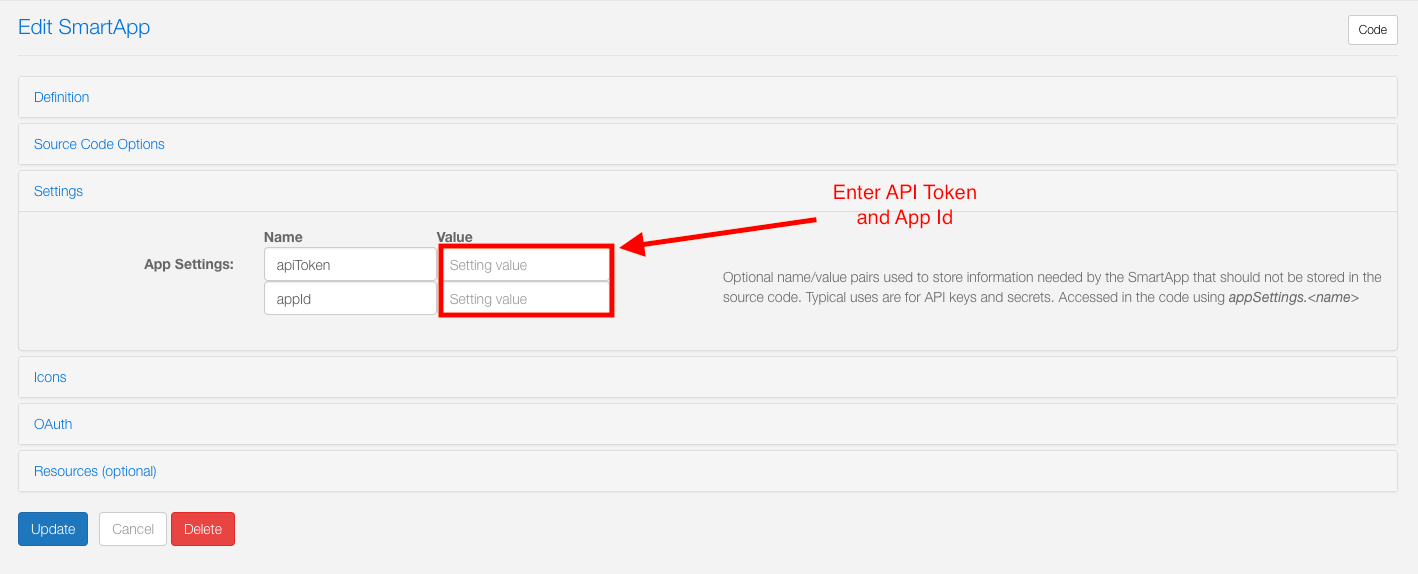 Edit SmartApp
Code
Definition
Source Code Options
Settings
Enter API Token
and App Id
Name Value
App Settings: apiToken Setting value
appId Setting value
Optional name/value pairs used to store information needed by the SmartApp that should not be stored in the
source code. Typical uses are for API keys and secrets. Accessed in the code using appSettings.<name>
Icons
OAuth
Resources (optional)
Update Cancel Delete